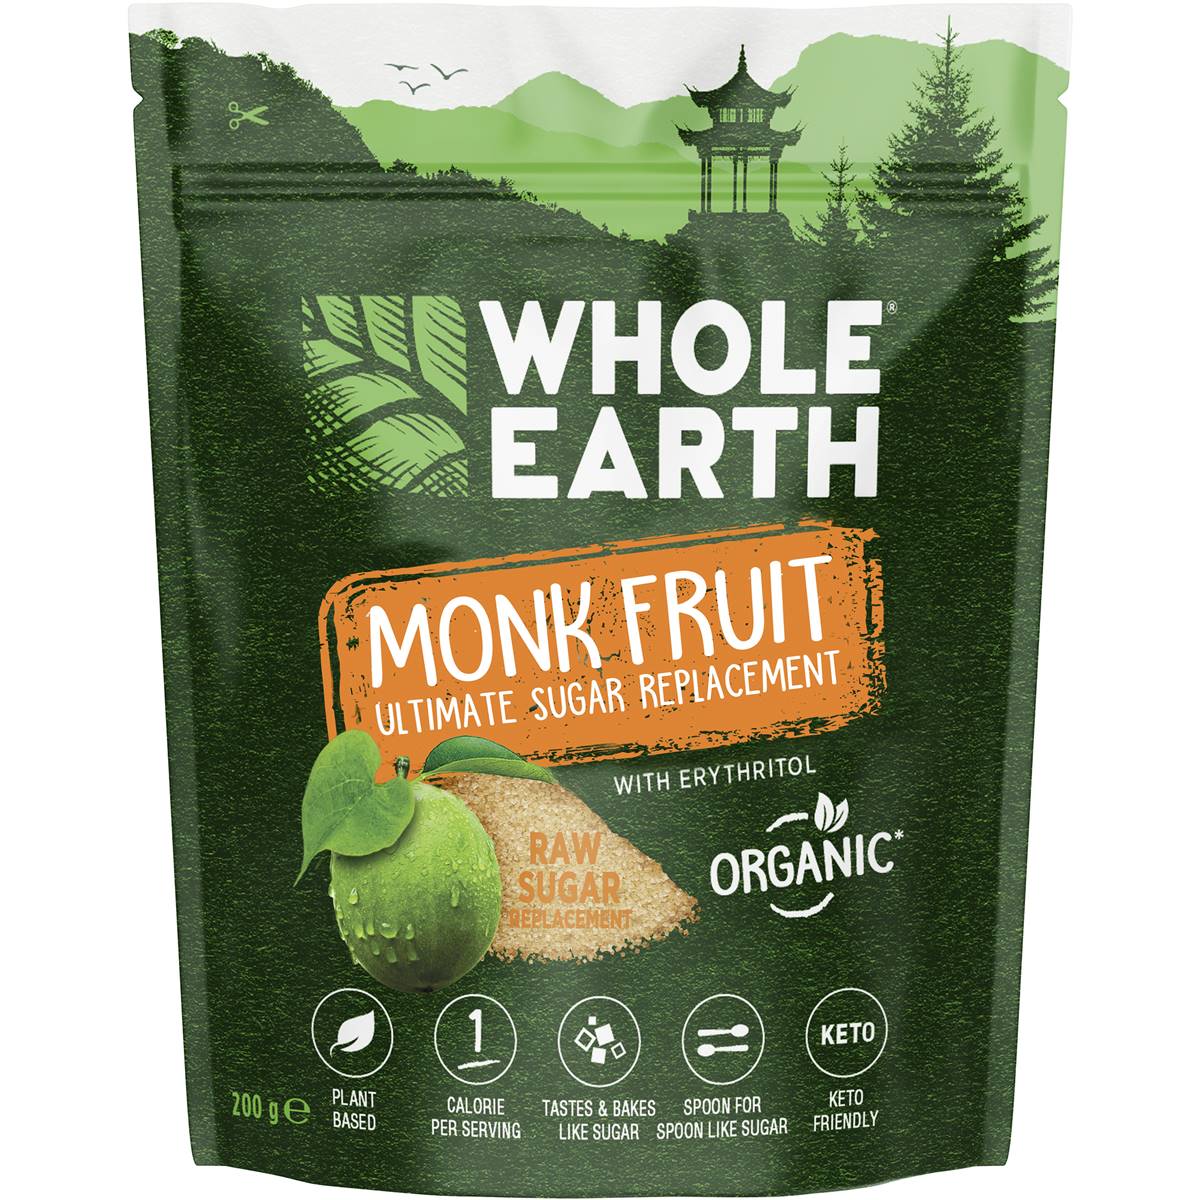 WHOLE®
EARTH
MONK FRUIT
ULTIMATE SUGAR REPLACEMENT
WITH ERYTHRITOL
ORGANIC*
RAW
SUGAR
REPLACEMENT
1
KETO
PLANT
BASED
CALORIE
PER SERVING
TASTES & BAKES
LIKE SUGAR
SPOON FOR
SPOON LIKE SUGAR
KETO
FRIENDLY
200 g ℮